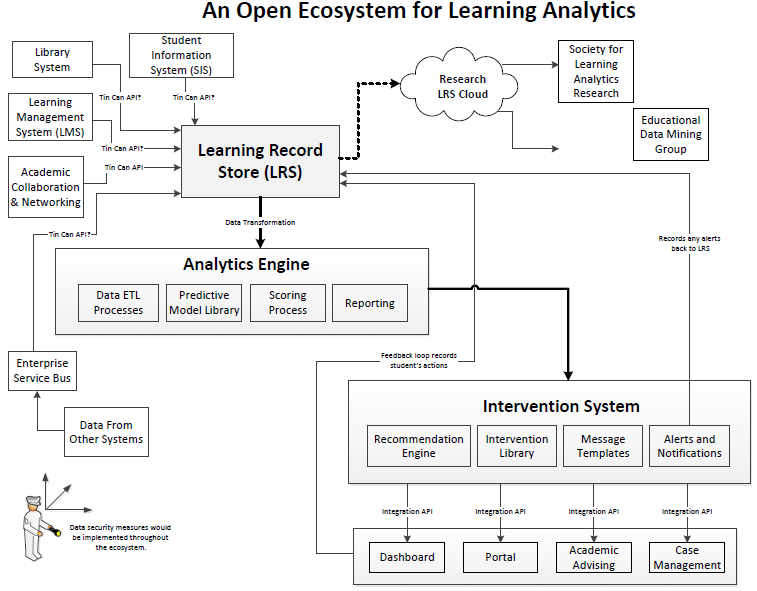 An Open Ecosystem for Learning Analytics
Library
System
Student
Information
System (SIS)
Society for
Learning
Analytics
Research
Research
LRS Cloud
Tin Can API?
Tin Can API?
Learning
Management
System (LMS)
Educational
Data Mining
Group
Tin Can API?
Learning Record
Store (LRS)
Tin Can API
Academic
Collaboration
& Networking
Data Transformation
Tin Can API?
Records any alerts
back to LRS
Analytics Engine
Data ETL
Processes
Predictive
Model Library
Scoring
Process
Reporting
Feedback loop records
student's actions
Enterprise
Service Bus
Intervention System
Data From
Other Systems
Recommendation
Engine
Intervention
Library
Message
Templates
Alerts and
Notifications
Integration API
Integration API
Integration API
Integration API
Data security measures would
be implemented throughout
the ecosystem.
Dashboard
Portal
Academic
Advising
Case
Management